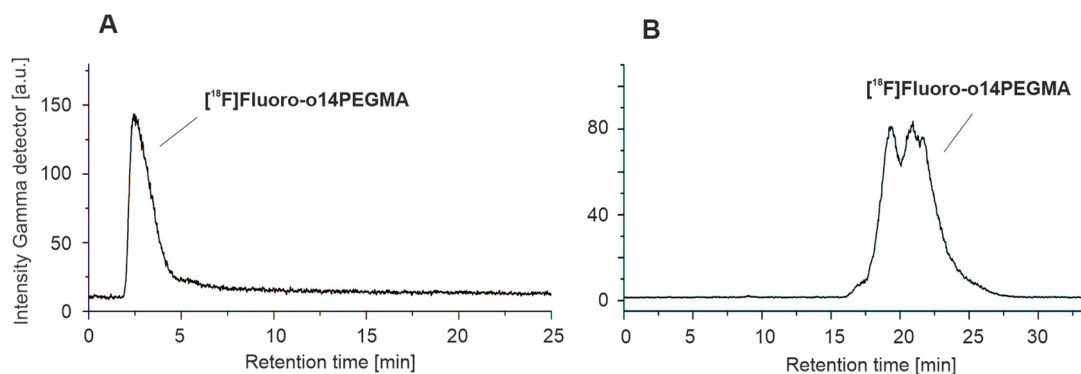 A
[¹⁸F]Fluoro-o14PEGMA
Intensity Gamma detector [a.u.]
150
100
50
0
0 5 10 15 20 25
Retention time [min]
B
[¹⁸F]Fluoro-o14PEGMA
80
40
0
0 5 10 15 20 25 30
Retention time [min]